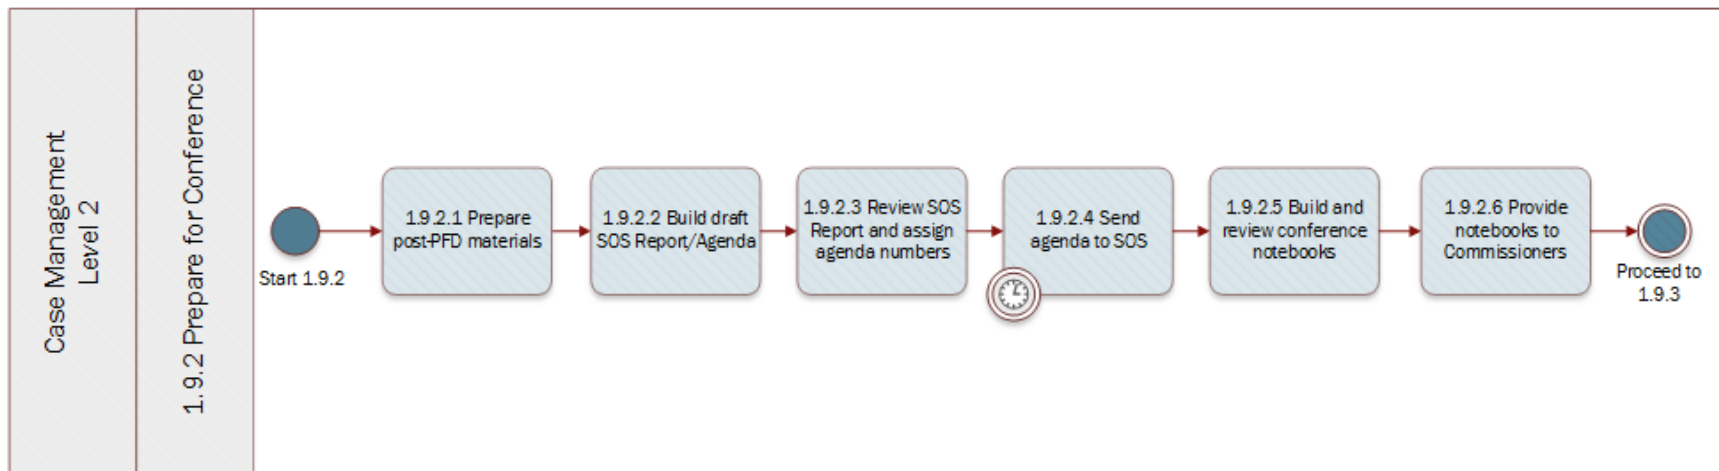 Case Management
Level 2
1.9.2 Prepare for Conference
Start 1.9.2
1.9.2.1 Prepare
post-PFD materials
1.9.2.2 Build draft
SOS Report/Agenda
1.9.2.3 Review SOS
Report and assign
agenda numbers
1.9.2.4 Send
agenda to SOS
1.9.2.5 Build and
review conference
notebooks
1.9.2.6 Provide
notebooks to
Commissioners
Proceed to
1.9.3